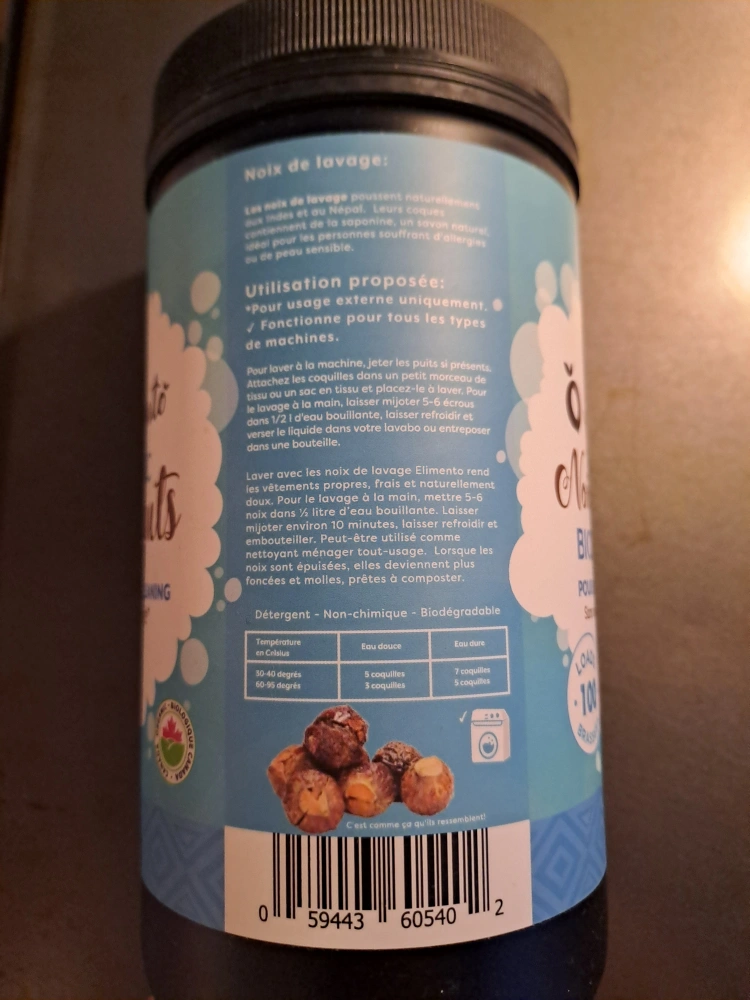 Noix de lavage:
Les noix de lavage poussent naturellement
aux Indes et au Népal. Leurs coques
contiennent de la saponine, un savon naturel,
idéal pour les personnes souffrant d'allergies
ou de peau sensible.
Utilisation proposée:
*Pour usage externe uniquement.
✓ Fonctionne pour tous les types
de machines.
Pour laver à la machine, jeter les puits si présents.
Attachez les coquilles dans un petit morceau de
tissu ou un sac en tissu et placez-le à laver. Pour
le lavage à la main, laisser mijoter 5-6 écrous
dans 1/2 l d'eau bouillante, laisser refroidir et
verser le liquide dans votre lavabo ou entreposer
dans une bouteille.
Laver avec les noix de lavage Elimento rend
les vêtements propres, frais et naturellement
doux. Pour le lavage à la main, mettre 5-6
noix dans ½ litre d'eau bouillante. Laisser
mijoter environ 10 minutes, laisser refroidir et
embouteiller. Peut-être utilisé comme
nettoyant ménager tout-usage. Lorsque les
noix sont épuisées, elles deviennent plus
foncées et molles, prêtes à composter.
Détergent - Non-chimique - Biodégradable
Température
en Celsius
Eau douce
Eau dure
30-40 degrés
5 coquilles
7 coquilles
60-95 degrés
3 coquilles
5 coquilles
C'est comme ça qu'ils ressemblent!
0 59443 60540 2
uts
ANING
BIOLOGIQUE CANADA
BIO
POU
LOAD
100